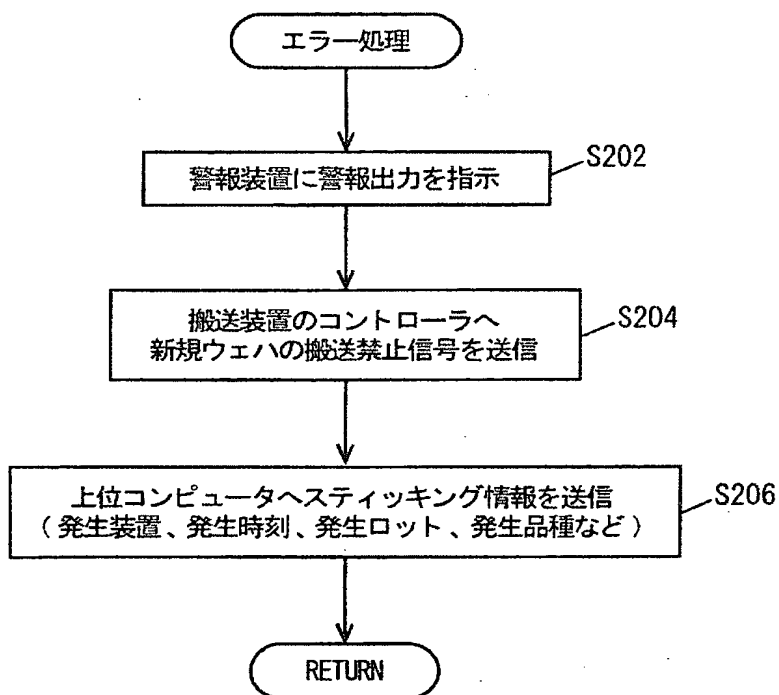 エラー処理
警報装置に警報出力を指示
S202
搬送装置のコントローラへ
新規ウェハの搬送禁止信号を送信
S204
上位コンピュータへスティッキング情報を送信
（発生装置、発生時刻、発生ロット、発生品種など）
S206
RETURN